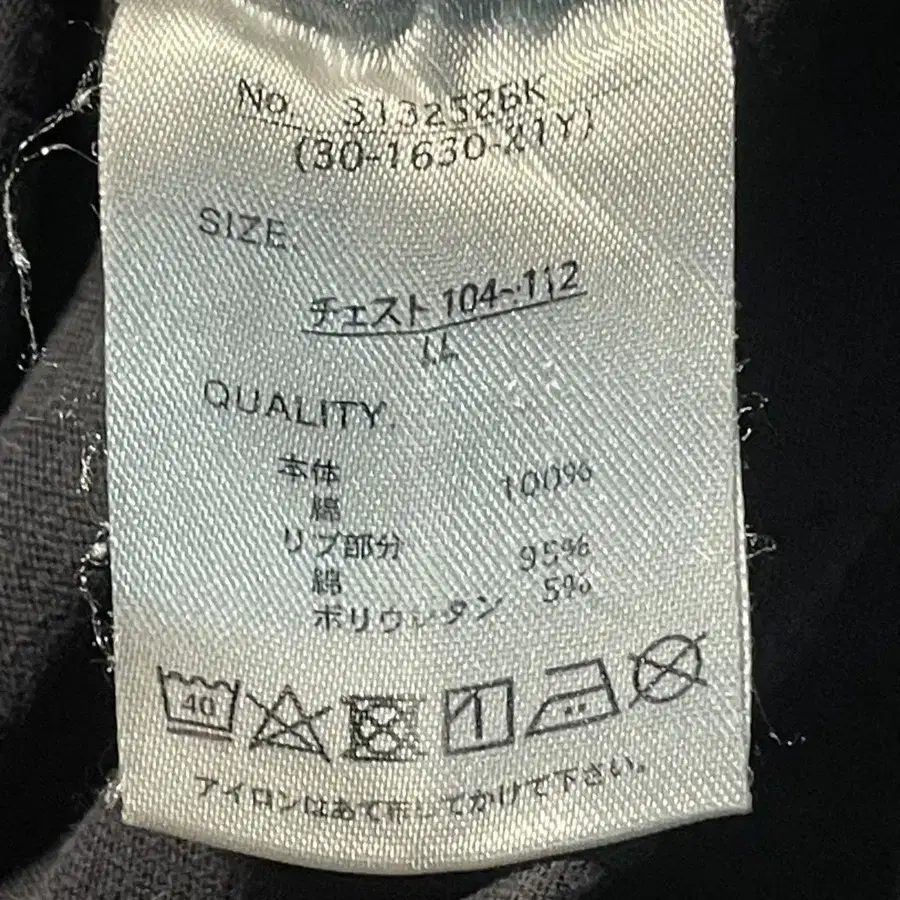 No. 3132528K
(30-1630-21Y)
SIZE.
チェスト 104~112
LL
QUALITY.
本体
綿 100%
リブ部分
綿 95%
ポリウレタン 5%
40
アイロンはあて布してかけて下さい。